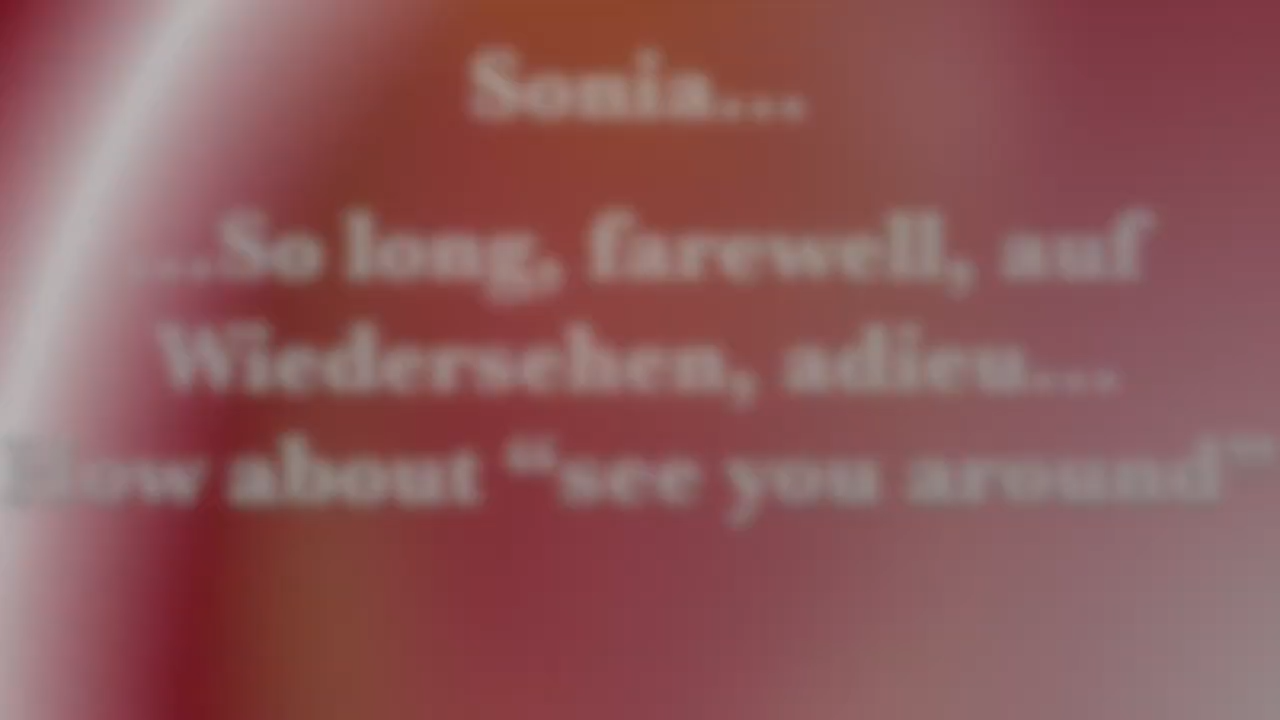 Sonia...
...So long, farewell, auf
Wiedersehen, adieu...
How about “see you around”